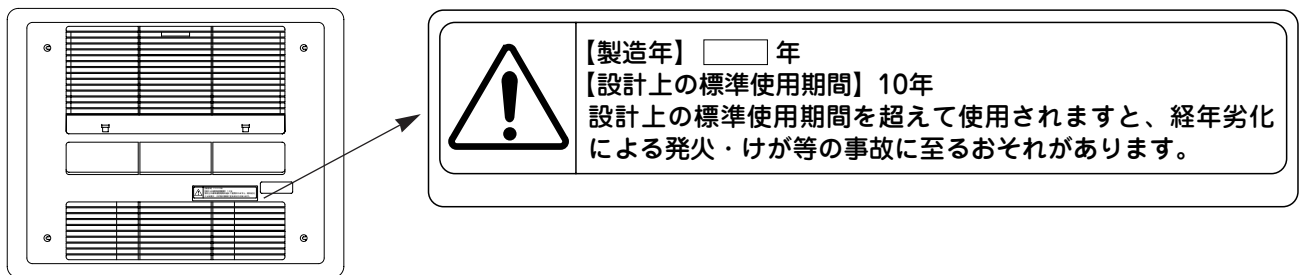 【製造年】 年
【設計上の標準使用期間】10年
設計上の標準使用期間を超えて使用されますと、経年劣化
による発火・けが等の事故に至るおそれがあります。